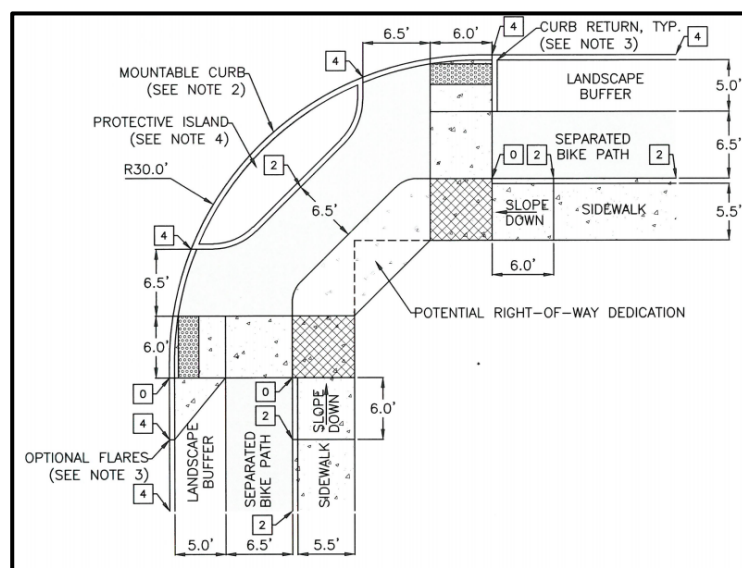 6.5'
6.0'
4
CURB RETURN, TYP.
(SEE NOTE 3)
4
MOUNTABLE CURB
(SEE NOTE 2)
4
LANDSCAPE
BUFFER
5.0'
PROTECTIVE ISLAND
(SEE NOTE 4)
SEPARATED
BIKE PATH
6.5'
2
0
2
2
R30.0'
6.5'
SLOPE
DOWN
SIDEWALK
5.5'
4
6.0'
6.5'
POTENTIAL RIGHT-OF-WAY DEDICATION
6.0'
0
0
6.0'
4
2
SLOPE
DOWN
OPTIONAL FLARES
(SEE NOTE 3)
LANDSCAPE
BUFFER
SEPARATED
BIKE PATH
SIDEWALK
4
2
5.0'
6.5'
5.5'